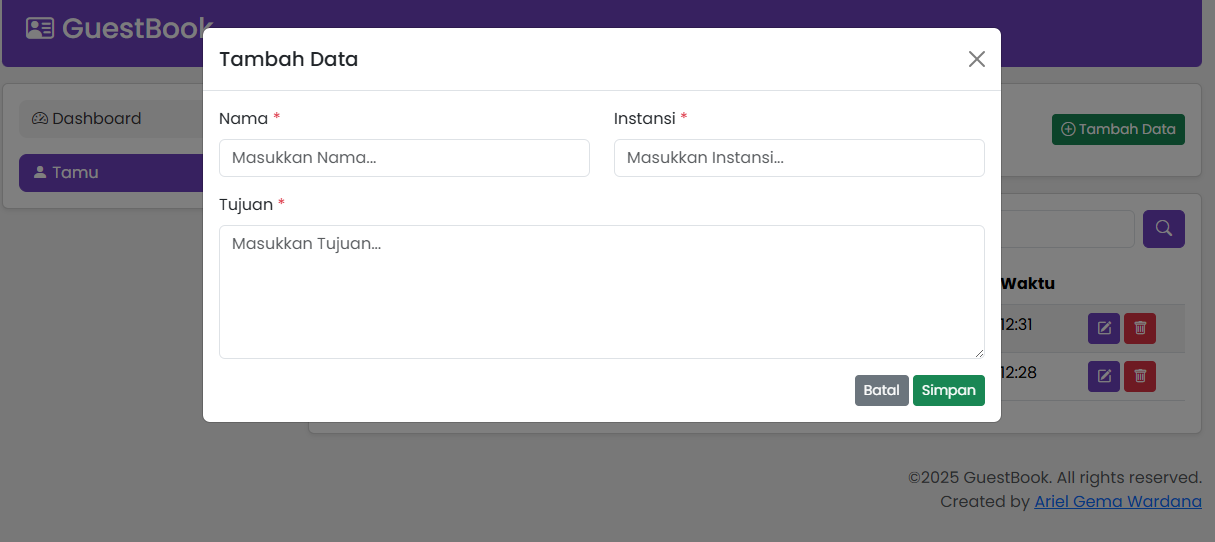 GuestBook
Tambah Data
Dashboard
Tamu
Tambah Data
Nama *
Instansi *
Masukkan Nama...
Masukkan Instansi...
Tujuan *
Masukkan Tujuan...
Waktu
12:31
12:28
Batal
Simpan
©2025 GuestBook. All rights reserved.
Created by Ariel Gema Wardana